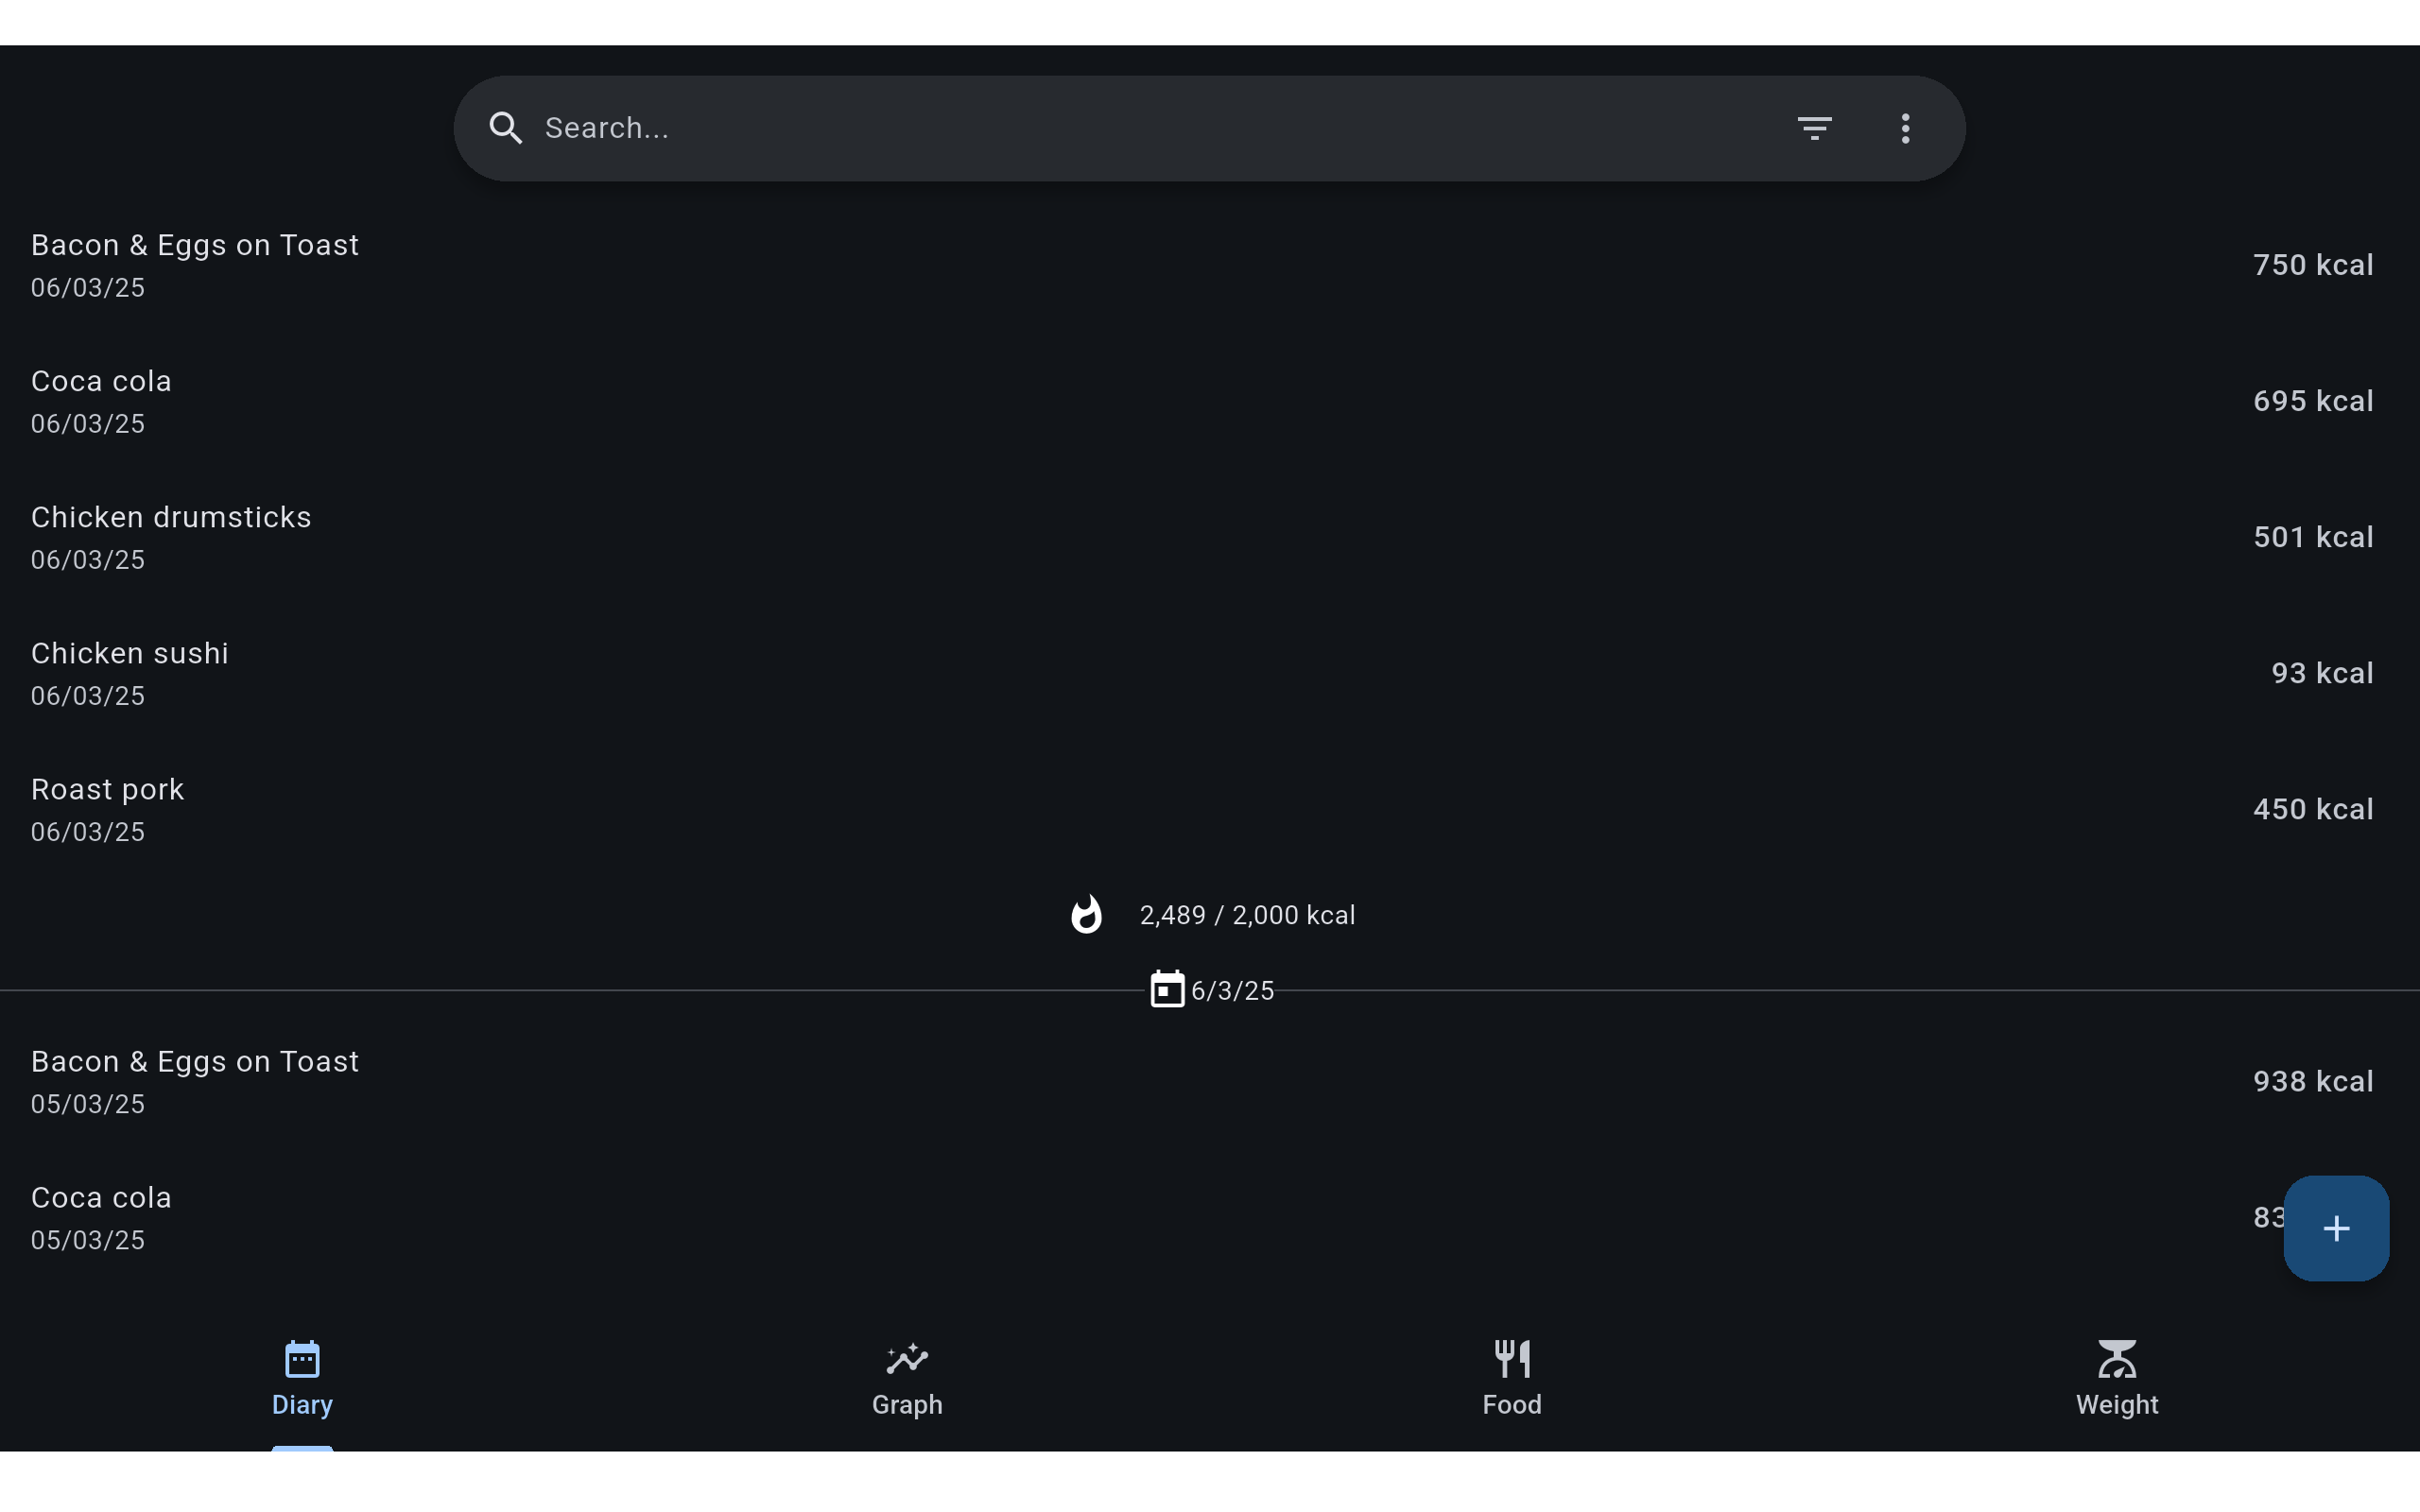 Search...
Bacon & Eggs on Toast
06/03/25
750 kcal
Coca cola
06/03/25
695 kcal
Chicken drumsticks
06/03/25
501 kcal
Chicken sushi
06/03/25
93 kcal
Roast pork
06/03/25
450 kcal
2,489 / 2,000 kcal
6/3/25
Bacon & Eggs on Toast
05/03/25
938 kcal
Coca cola
05/03/25
Diary
Graph
Food
Weight